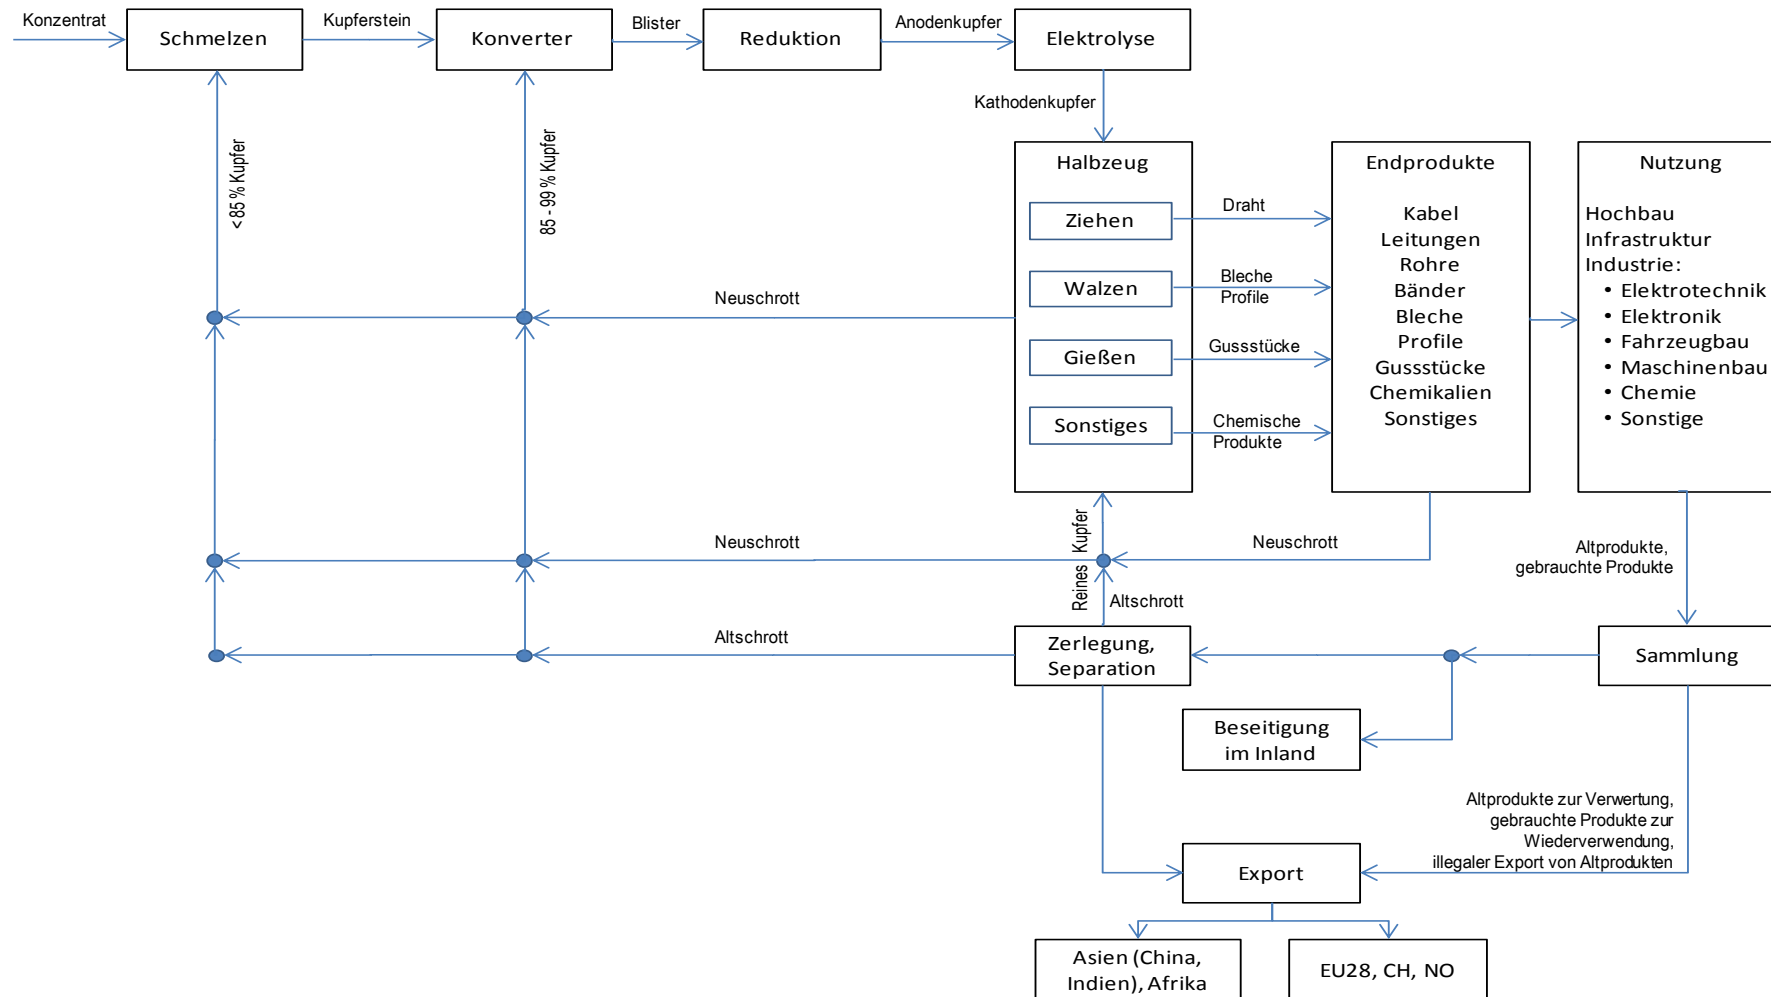 Konzentrat
Schmelzen
Kupferstein
Konverter
Blister
Reduktion
Anodenkupfer
Elektrolyse
Kathodenkupfer
< 85 % Kupfer
85 - 99 % Kupfer
Halbzeug
Ziehen
Walzen
Gießen
Sonstiges
Draht
Bleche
Profile
Gussstücke
Chemische
Produkte
Endprodukte
Kabel
Leitungen
Rohre
Bänder
Bleche
Profile
Gussstücke
Chemikalien
Sonstiges
Nutzung
Hochbau
Infrastruktur
Industrie:
• Elektrotechnik
• Elektronik
• Fahrzeugbau
• Maschinenbau
• Chemie
• Sonstige
Neuschrott
Neuschrott
Reines Kupfer
Neuschrott
Altschrott
Altprodukte,
gebrauchte Produkte
Altschrott
Zerlegung,
Separation
Sammlung
Beseitigung
im Inland
Altprodukte zur Verwertung,
gebrauchte Produkte zur
Wiederverwendung,
illegaler Export von Altprodukten
Export
Asien (China,
Indien), Afrika
EU28, CH, NO